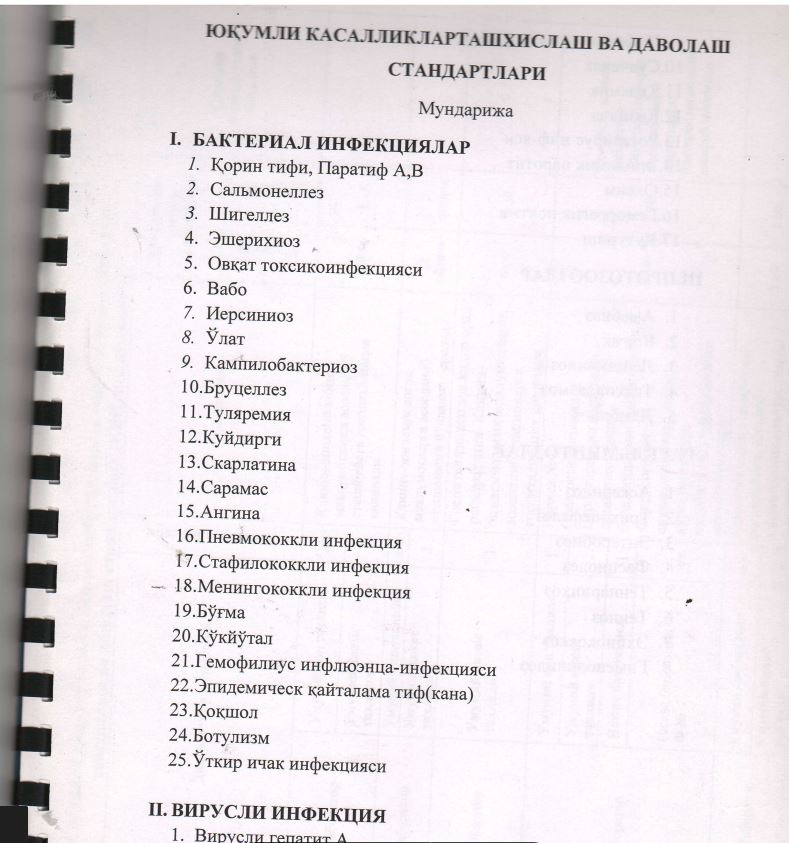 ЮҚУМЛИ КАСАЛЛИКЛАРТАШХИСЛАШ ВА ДАВОЛАШ
СТАНДАРТЛАРИ
Мундарижа
I. БАКТЕРИАЛ ИНФЕКЦИЯЛАР
1. Қорин тифи, Паратиф А,В
2. Сальмонеллез
3. Шигеллез
4. Эшерихиоз
5. Овқат токсикоинфекцияси
6. Вабо
7. Иерсиниоз
8. Ўлат
9. Кампилобактериоз
10.Бруцеллез
11.Туляремия
12.Куйдирги
13.Скарлатина
14.Сарамас
15.Ангина
16.Пневмококкли инфекция
17.Стафилококкли инфекция
18.Менингококкли инфекция
19.Бўғма
20.Кўкйўтал
21.Гемофилиус инфлюэнца-инфекцияси
22.Эпидемическ қайталама тиф(кана)
23.Қоқшол
24.Ботулизм
25.Ўткир ичак инфекцияси
II. ВИРУСЛИ ИНФЕКЦИЯ
1. Вирусли гепатит А